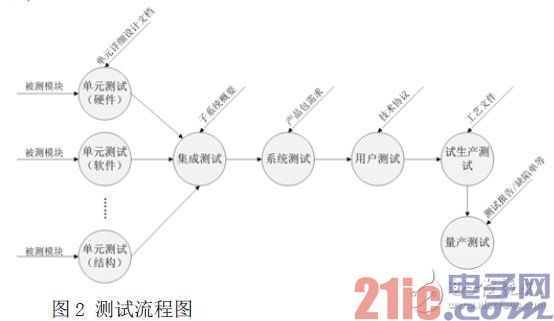 单元详细设计文档
被测模块
单元测试
（硬件）
子系统概要
产品包需求
技术协议
工艺文件
被测模块
单元测试
（软件）
集成测试
系统测试
用户测试
试生产测
试
测试报告/缺陷单等
被测模块
单元测试
（结构）
量产测试
图2 测试流程图
21ic电子网